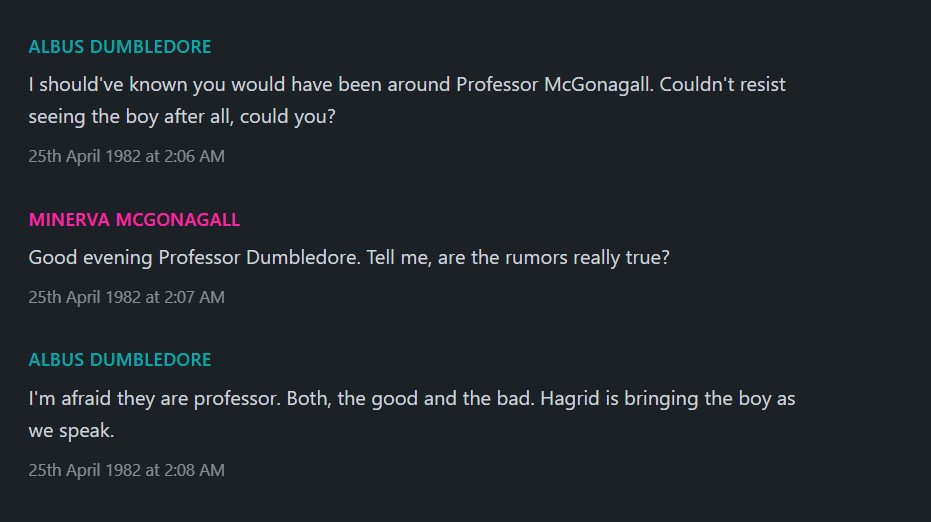 ALBUS DUMBLEDORE
I should've known you would have been around Professor McGonagall. Couldn't resist
seeing the boy after all, could you?
25th April 1982 at 2:06 AM
MINERVA MCGONAGALL
Good evening Professor Dumbledore. Tell me, are the rumors really true?
25th April 1982 at 2:07 AM
ALBUS DUMBLEDORE
I'm afraid they are professor. Both, the good and the bad. Hagrid is bringing the boy as
we speak.
25th April 1982 at 2:08 AM